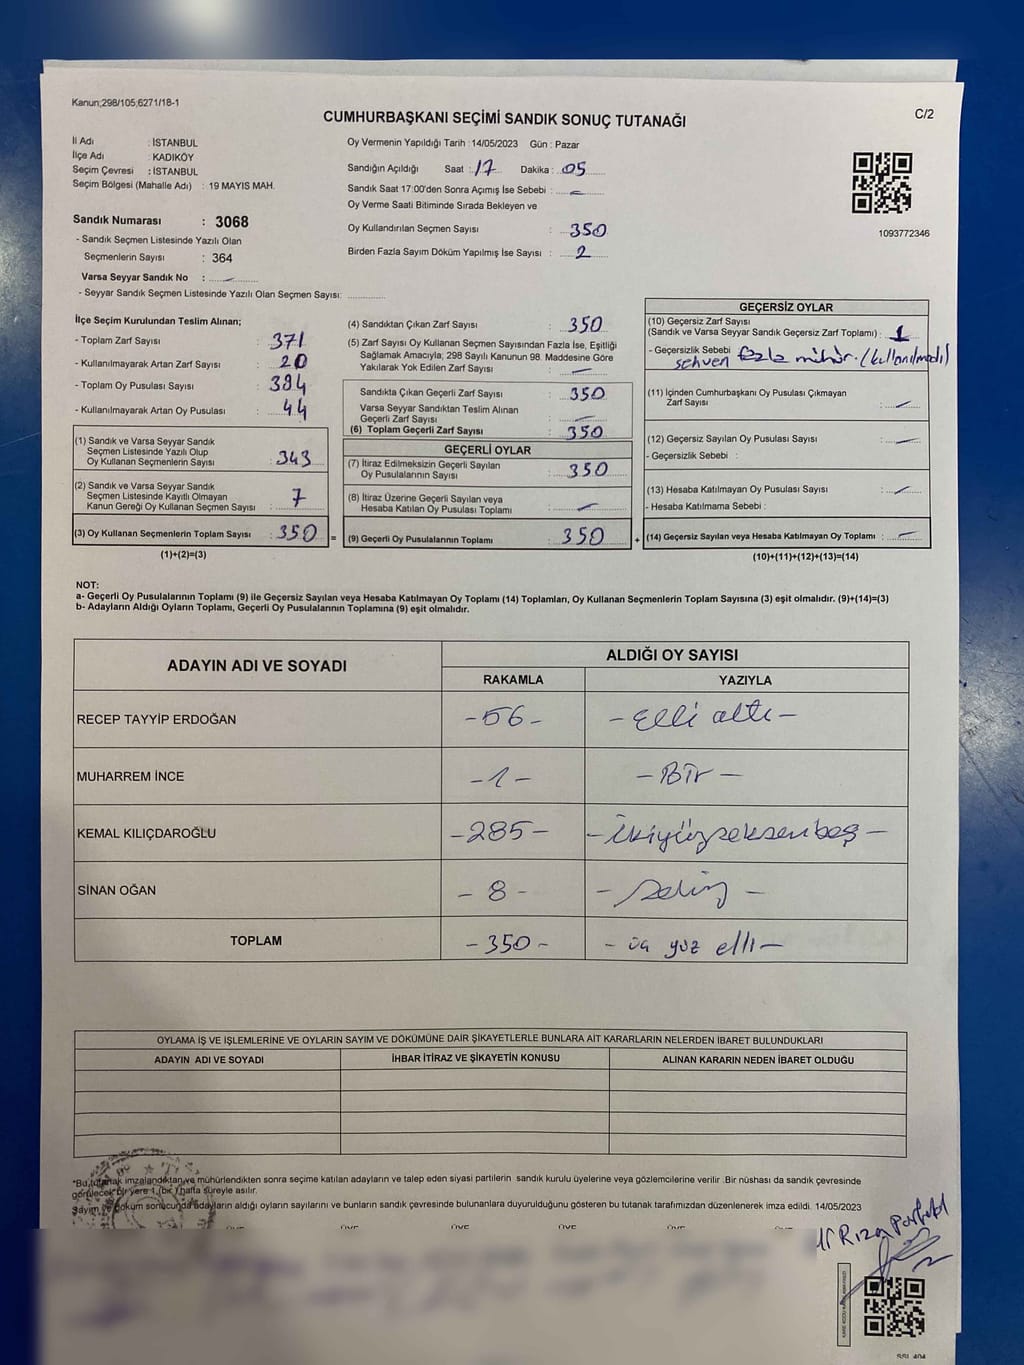 Kanun;298/105;6271/18-1
C/2
CUMHURBAŞKANI SEÇİMİ SANDIK SONUÇ TUTANAĞI
İl Adı : İSTANBUL
İlçe Adı : KADIKÖY
Seçim Çevresi : İSTANBUL
Seçim Bölgesi (Mahalle Adı) : 19 MAYIS MAH.
Sandık Numarası : 3068
- Sandık Seçmen Listesinde Yazılı Olan
Seçmenlerin Sayısı : 364
Varsa Seyyar Sandık No :
- Seyyar Sandık Seçmen Listesinde Yazılı Olan Seçmen Sayısı:
Oy Vermenin Yapıldığı Tarih : 14/05/2023 Gün : Pazar
Sandığın Açıldığı Saat : 17 Dakika : 05
Sandık Saat 17:00'den Sonra Açımış İse Sebebi :
Oy Verme Saati Bitiminde Sırada Bekleyen ve
Oy Kullandırılan Seçmen Sayısı : 350
Birden Fazla Sayım Döküm Yapılmış İse Sayısı : 2
1093772346
İlçe Seçim Kurulundan Teslim Alınan;
- Toplam Zarf Sayısı : 371
- Kullanılmayarak Artan Zarf Sayısı : 20
- Toplam Oy Pusulası Sayısı : 394
- Kullanılmayarak Artan Oy Pusulası : 44
(1) Sandık ve Varsa Seyyar Sandık
Seçmen Listesinde Yazılı Olup
Oy Kullanan Seçmenlerin Sayısı : 343
(2) Sandık ve Varsa Seyyar Sandık
Seçmen Listesinde Kayıtlı Olmayan
Kanun Gereği Oy Kullanan Seçmen Sayısı : 7
(3) Oy Kullanan Seçmenlerin Toplam Sayısı : 350 =
(1)+(2)=(3)
(4) Sandıktan Çıkan Zarf Sayısı : 350
(5) Zarf Sayısı Oy Kullanan Seçmen Sayısından Fazla İse, Eşitliği
Sağlamak Amacıyla; 298 Sayılı Kanunun 98. Maddesine Göre
Yakılarak Yok Edilen Zarf Sayısı :
Sandıkta Çıkan Geçerli Zarf Sayısı : 350
Varsa Seyyar Sandıktan Teslim Alınan
Geçerli Zarf Sayısı :
(6) Toplam Geçerli Zarf Sayısı : 350
GEÇERLİ OYLAR
(7) İtiraz Edilmeksizin Geçerli Sayılan
Oy Pusulalarının Sayısı : 350
(8) İtiraz Üzerine Geçerli Sayılan veya
Hesaba Katılan Oy Pusulası Toplamı :
(9) Geçerli Oy Pusulalarının Toplamı : 350 +
GEÇERSİZ OYLAR
(10) Geçersiz Zarf Sayısı
(Sandık ve Varsa Seyyar Sandık Geçersiz Zarf Toplamı) : 1
- Geçersizlik Sebebi : fazla mühür. (kullanılmadı)
sehven
(11) İçinden Cumhurbaşkanı Oy Pusulası Çıkmayan
Zarf Sayısı :
(12) Geçersiz Sayılan Oy Pusulası Sayısı :
- Geçersizlik Sebebi :
(13) Hesaba Katılmayan Oy Pusulası Sayısı :
- Hesaba Katılmama Sebebi :
(14) Geçersiz Sayılan veya Hesaba Katılmayan Oy Toplamı :
(10)+(11)+(12)+(13)=(14)
NOT:
a- Geçerli Oy Pusulalarının Toplamı (9) ile Geçersiz Sayılan veya Hesaba Katılmayan Oy Toplamı (14) Toplamları, Oy Kullanan Seçmenlerin Toplam Sayısına (3) eşit olmalıdır. (9)+(14)=(3)
b- Adayların Aldığı Oyların Toplamı, Geçerli Oy Pusulalarının Toplamına (9) eşit olmalıdır.
ADAYIN ADI VE SOYADI
ALDIĞI OY SAYISI
RAKAMLA YAZIYLA
RECEP TAYYİP ERDOĞAN -56- -Elli altı-
MUHARREM İNCE -1- -Bir-
KEMAL KILIÇDAROĞLU -285- -İkiyüzseksenbeş-
SİNAN OĞAN -8- -Sekiz-
TOPLAM -350- -üç yüz elli-
OYLAMA İŞ VE İŞLEMLERİNE VE OYLARIN SAYIM VE DÖKÜMÜNE DAİR ŞİKAYETLERLE BUNLARA AİT KARARLARIN NELERDEN İBARET BULUNDUKLARI
ADAYIN ADI VE SOYADI İHBAR İTİRAZ VE ŞİKAYETİN KONUSU ALINAN KARARIN NEDEN İBARET OLDUĞU
*Bu tutanak imzalandıktan ve mühürlendikten sonra seçime katılan adayların ve talep eden siyasi partilerin sandık kurulu üyelerine veya gözlemcilerine verilir .Bir nüshası da sandık çevresinde
görülecek bir yere 1 (bir) hafta süreyle asılır.
Sayım ve döküm sonucunda adayların aldığı oyların sayılarını ve bunların sandık çevresinde bulunanlara duyurulduğunu gösteren bu tutanak tarafımızdan düzenlenerek imza edildi. 14/05/2023